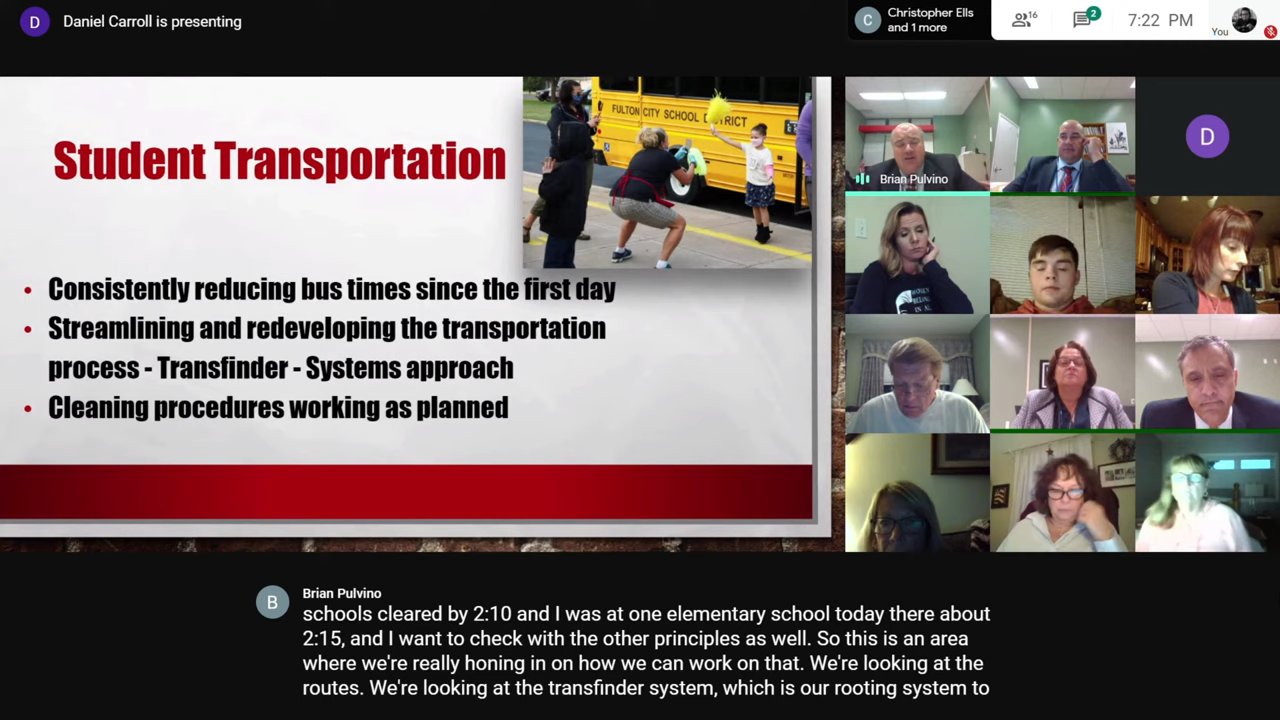 D Daniel Carroll is presenting
C Christopher Ells
and 1 more
16
2
7:22 PM
You
Student Transportation
FULTON CITY SCHOOL DISTRICT
• Consistently reducing bus times since the first day
• Streamlining and redeveloping the transportation
process - Transfinder - Systems approach
• Cleaning procedures working as planned
Brian Pulvino
D
B Brian Pulvino
schools cleared by 2:10 and I was at one elementary school today there about
2:15, and I want to check with the other principles as well. So this is an area
where we're really honing in on how we can work on that. We're looking at the
routes. We're looking at the transfinder system, which is our rooting system to